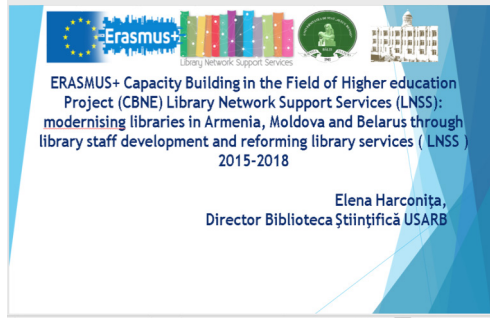 Erasmus+
Library Network Support Services
ERASMUS+ Capacity Building in the Field of Higher education
Project (CBNE) Library Network Support Services (LNSS):
modernising libraries in Armenia, Moldova and Belarus through
library staff development and reforming library services ( LNSS )
2015-2018
Elena Harconița,
Director Biblioteca Științifică USARB